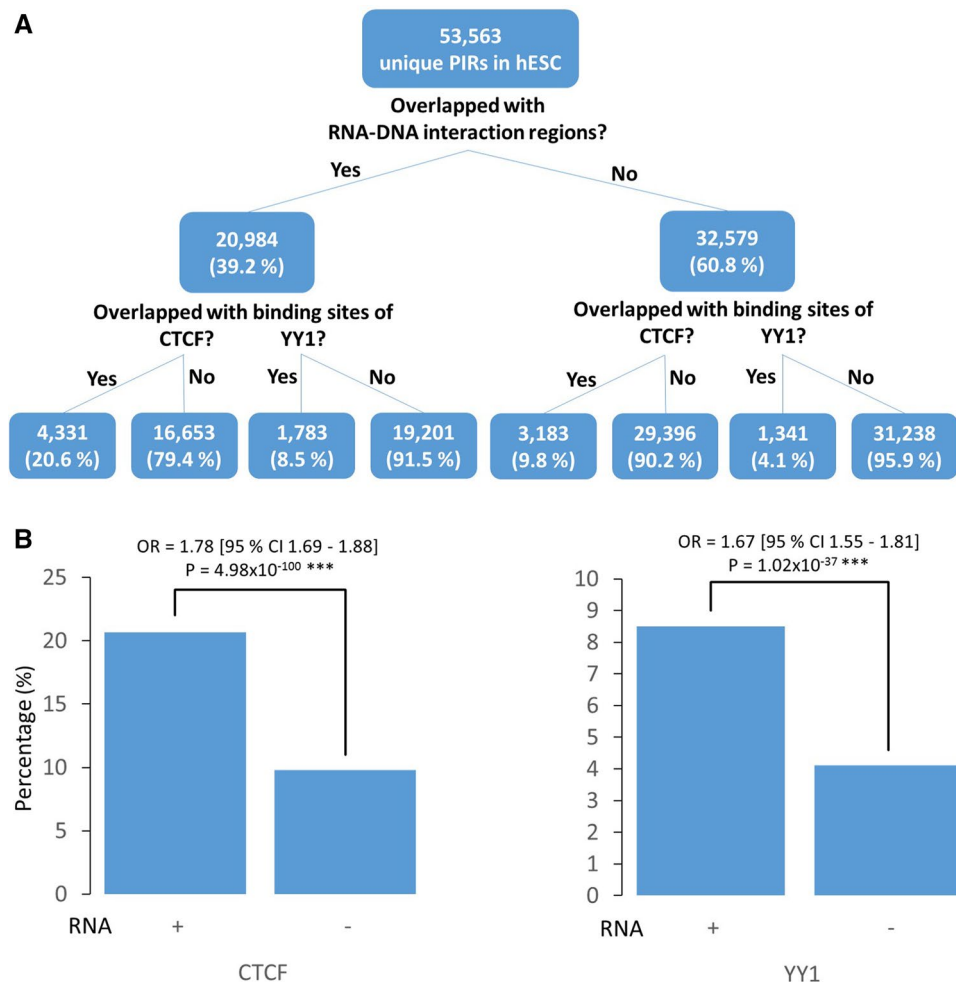 A
53,563
unique PIRs in hESC
Overlapped with
RNA-DNA interaction regions?
Yes
No
20,984
(39.2 %)
32,579
(60.8 %)
Overlapped with binding sites of
CTCF?
YY1?
Overlapped with binding sites of
CTCF?
YY1?
Yes
No
Yes
No
Yes
No
Yes
No
4,331
(20.6 %)
16,653
(79.4 %)
1,783
(8.5 %)
19,201
(91.5 %)
3,183
(9.8 %)
29,396
(90.2 %)
1,341
(4.1 %)
31,238
(95.9 %)
B
OR = 1.78 [95 % CI 1.69 - 1.88]
P = 4.98x10⁻¹⁰⁰ ***
25
20
15
10
5
0
Percentage (%)
RNA
+
-
CTCF
OR = 1.67 [95 % CI 1.55 - 1.81]
P = 1.02x10⁻³⁷ ***
10
9
8
7
6
5
4
3
2
1
0
RNA
+
-
YY1